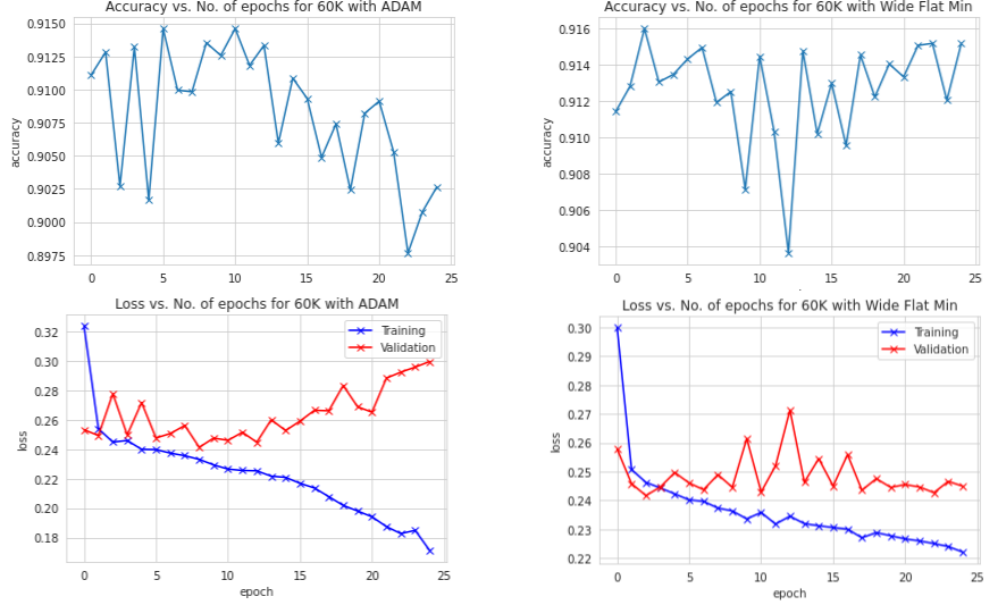 Accuracy vs. No. of epochs for 60K with ADAM
0.9150
0.9125
0.9100
0.9075
0.9050
0.9025
0.9000
0.8975
accuracy
0 5 10 15 20 25
Accuracy vs. No. of epochs for 60K with Wide Flat Min
0.916
0.914
0.912
0.910
0.908
0.906
0.904
accuracy
0 5 10 15 20 25
Loss vs. No. of epochs for 60K with ADAM
0.32
0.30
0.28
0.26
0.24
0.22
0.20
0.18
loss
Training
Validation
0 5 10 15 20 25
epoch
Loss vs. No. of epochs for 60K with Wide Flat Min
0.30
0.29
0.28
0.27
0.26
0.25
0.24
0.23
0.22
loss
Training
Validation
0 5 10 15 20 25
epoch